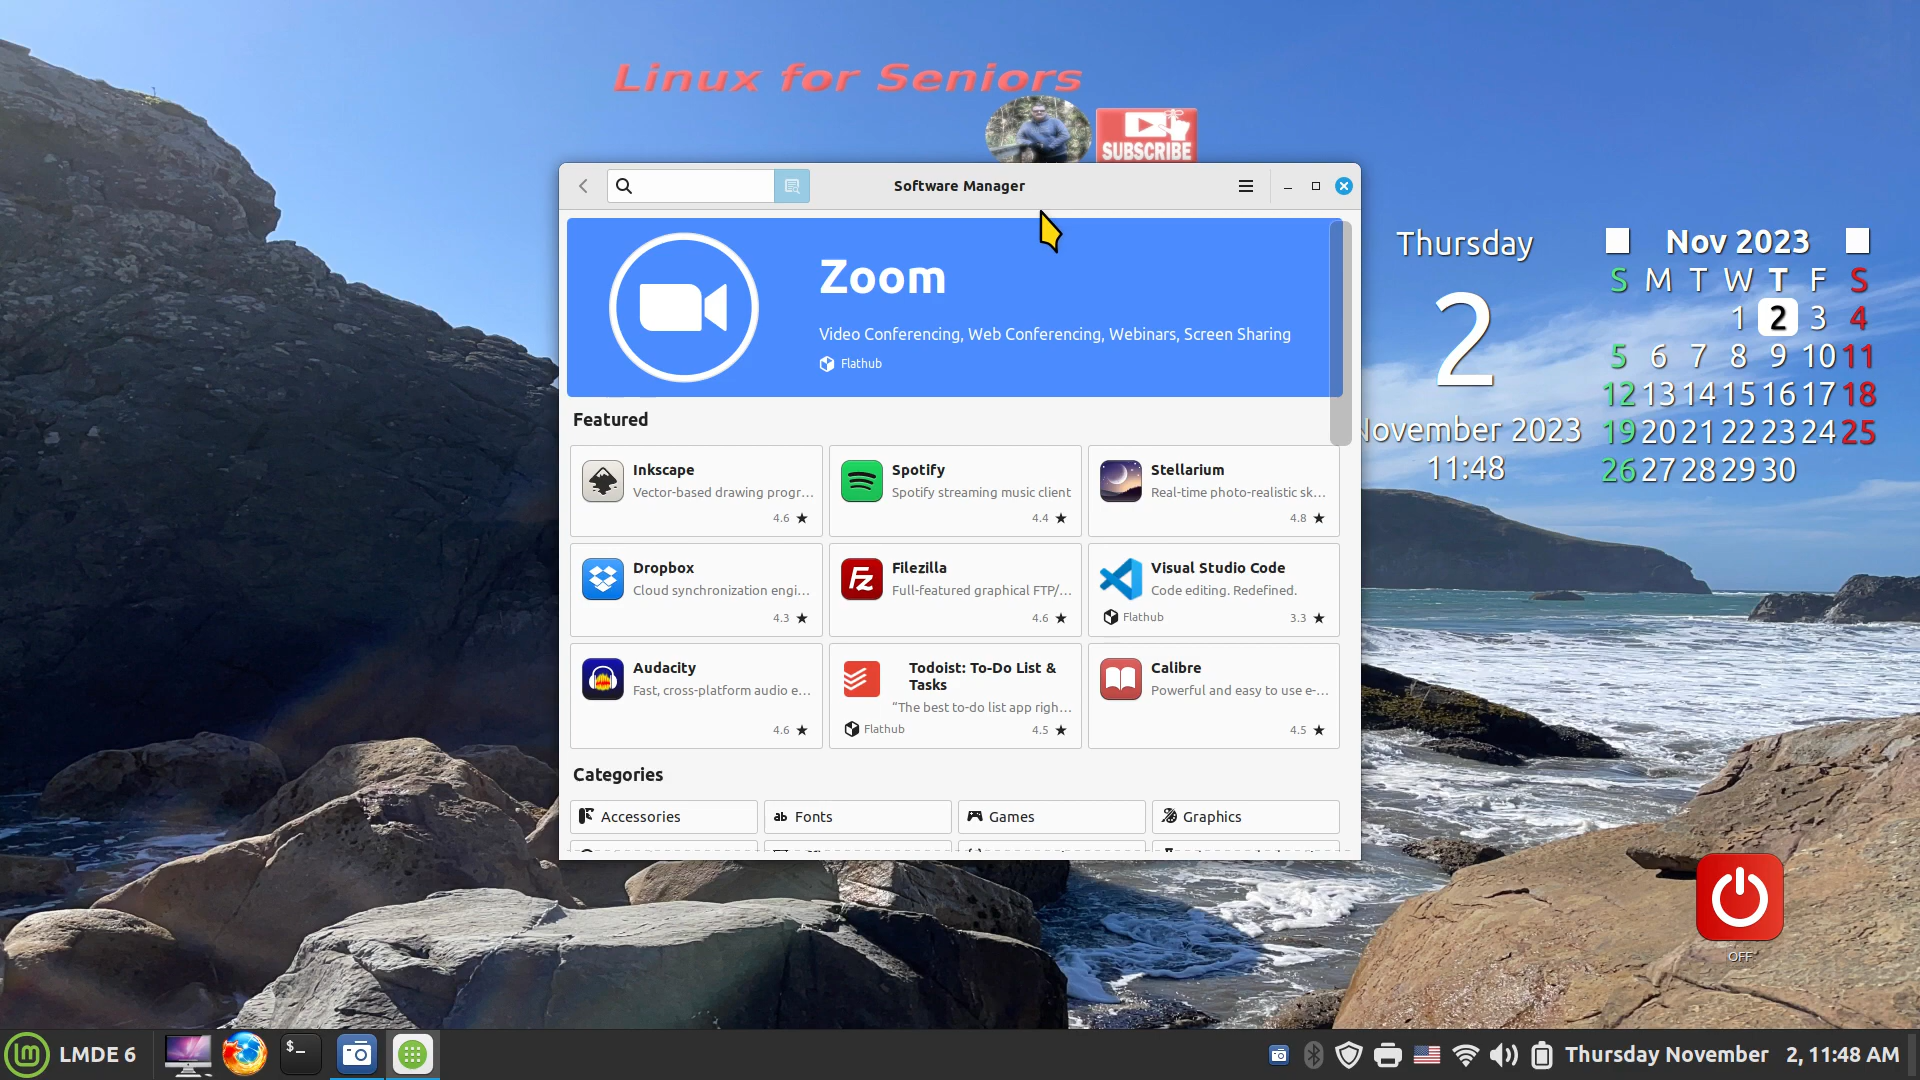 Linux for Seniors
SUBSCRIBE
Software Manager
Zoom
Video Conferencing, Web Conferencing, Webinars, Screen Sharing
Flathub
Featured
Inkscape
Vector-based drawing progr...
4.6 ★
Spotify
Spotify streaming music client
4.4 ★
Stellarium
Real-time photo-realistic sk...
4.8 ★
Dropbox
Cloud synchronization engi...
4.3 ★
Filezilla
Full-featured graphical FTP/...
4.6 ★
Visual Studio Code
Code editing. Redefined.
Flathub 3.3 ★
Audacity
Fast, cross-platform audio e...
4.6 ★
Todoist: To-Do List &
Tasks
“The best to-do list app righ...
Flathub 4.5 ★
Calibre
Powerful and easy to use e-...
4.5 ★
Categories
Accessories
ab Fonts
Games
Graphics
Thursday
2
November 2023
11:48
Nov 2023
S M T W T F S
1 2 3 4
5 6 7 8 9 10 11
12 13 14 15 16 17 18
19 20 21 22 23 24 25
26 27 28 29 30
OFF
LMDE 6
$-
Thursday November 2, 11:48 AM